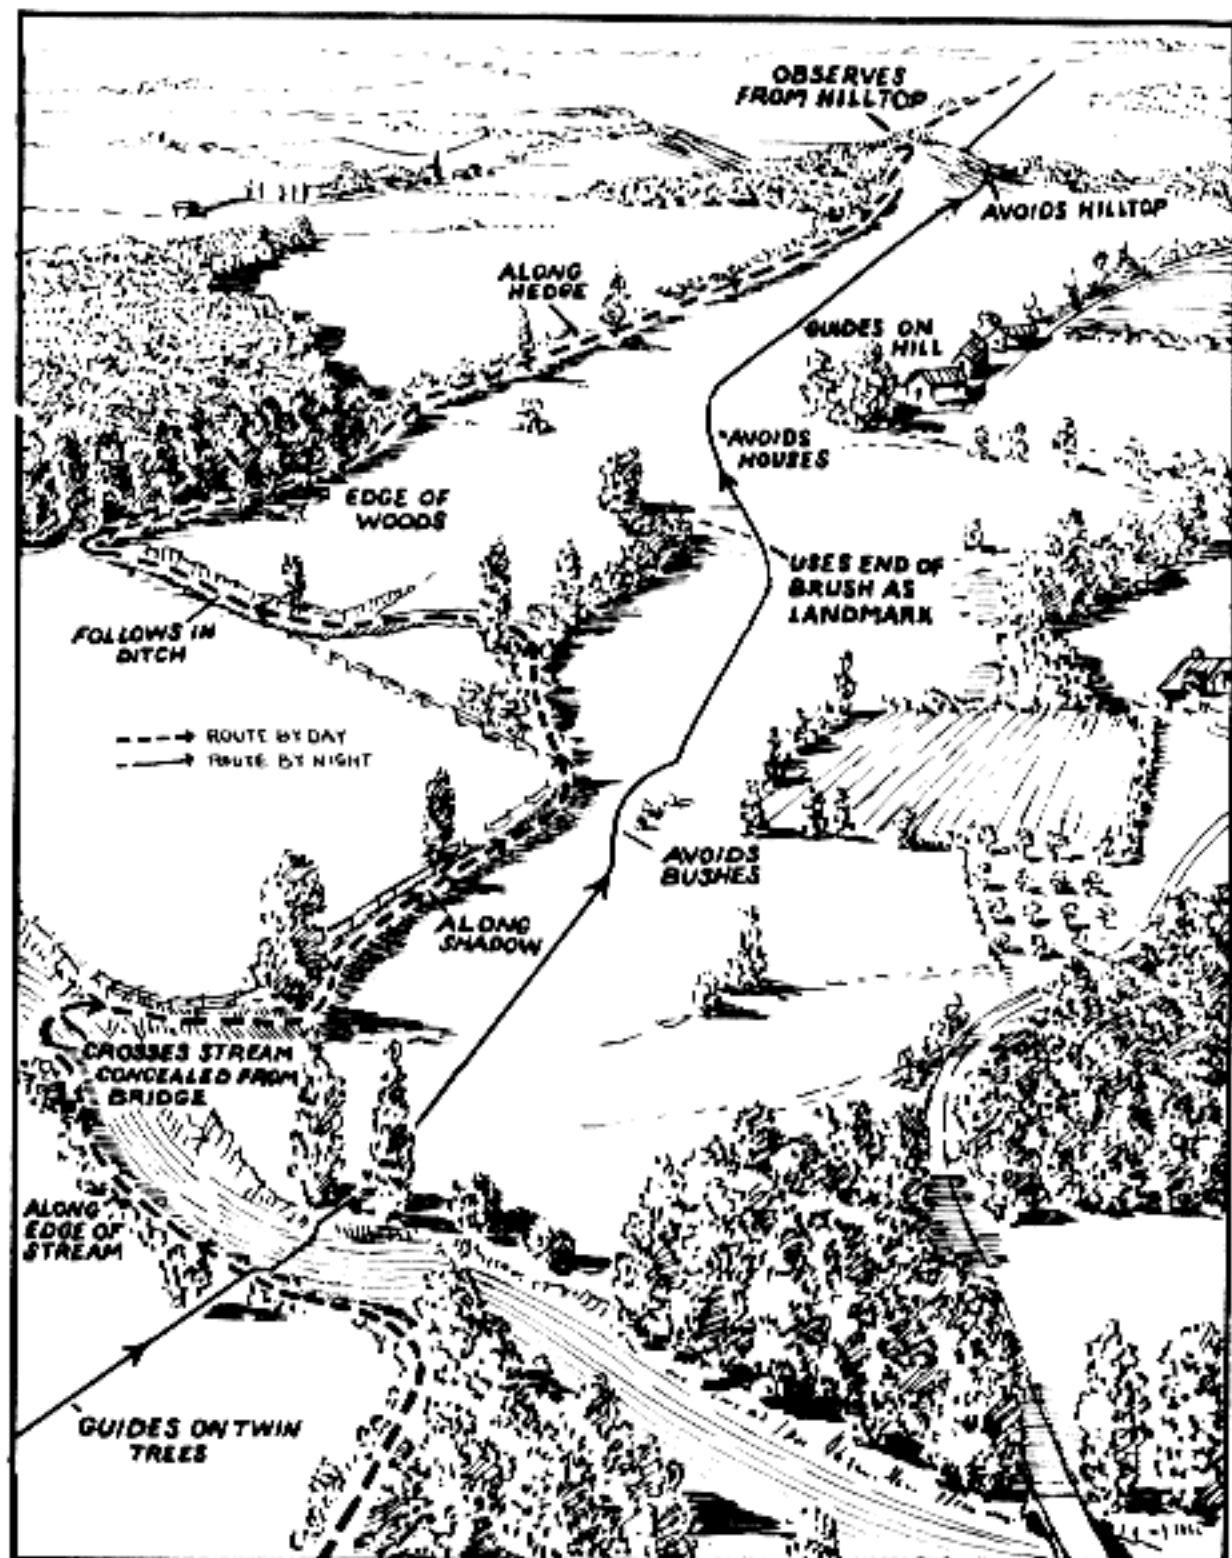 OBSERVES
FROM HILLTOP
AVOIDS HILLTOP
ALONG
HEDGE
GUIDES ON
HILL
AVOIDS
HOUSES
EDGE OF
WOODS
USES END OF
BRUSH AS
LANDMARK
FOLLOWS IN
DITCH
ROUTE BY DAY
ROUTE BY NIGHT
AVOIDS
BUSHES
ALONG
SHADOW
CROSSES STREAM
CONCEALED FROM
BRIDGE
ALONG
EDGE OF
STREAM
GUIDES ON TWIN
TREES